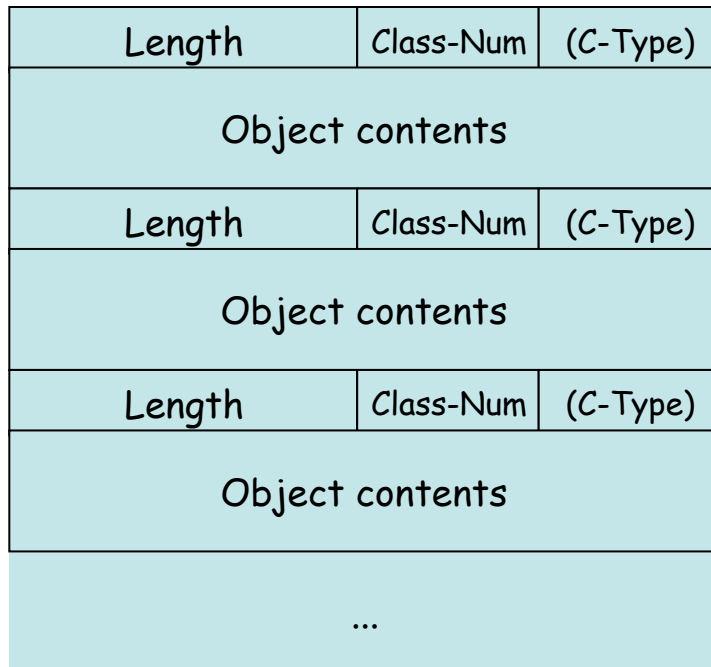 Length Class-Num (C-Type)
Object contents
Length Class-Num (C-Type)
Object contents
Length Class-Num (C-Type)
Object contents
...